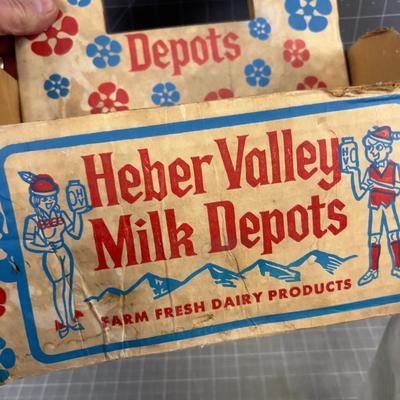 Depots
Heber Valley
Milk Depots
FARM FRESH DAIRY PRODUCTS